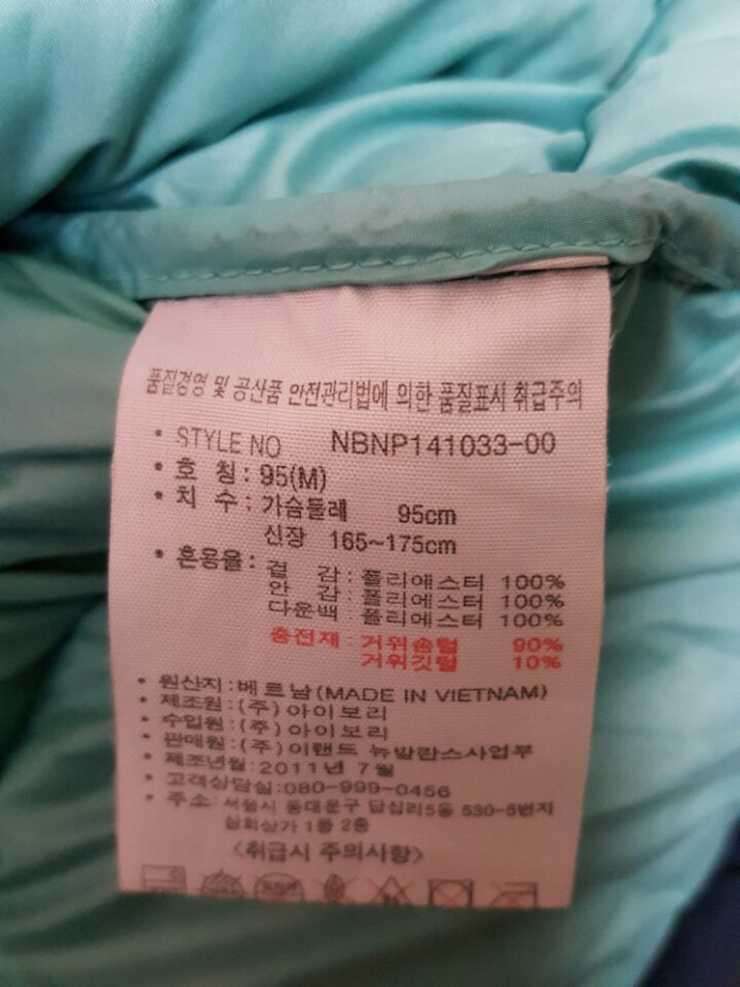 품질경영 및 공산품 안전관리법에 의한 품질표시 취급주의
• STYLE NO NBNP141033-00
• 호 칭 : 95(M)
• 치 수 : 가슴둘레 95cm
신장 165~175cm
• 혼용율 : 겉 감 : 폴리에스터 100%
안 감 : 폴리에스터 100%
다운백 : 폴리에스터 100%
충전재 : 거위솜털 90%
거위깃털 10%
• 원산지 : 베트남(MADE IN VIETNAM)
• 제조원 : (주)아이보리
• 수입원 : (주)아이보리
• 판매원 : (주)이랜드 뉴발란스사업부
• 제조년월 : 2011년 7월
• 고객상담실 : 080-999-0456
• 주소 : 서울시 동대문구 답십리5동 530-5번지
삼희상가 1동 2층
<취급시 주의사항>